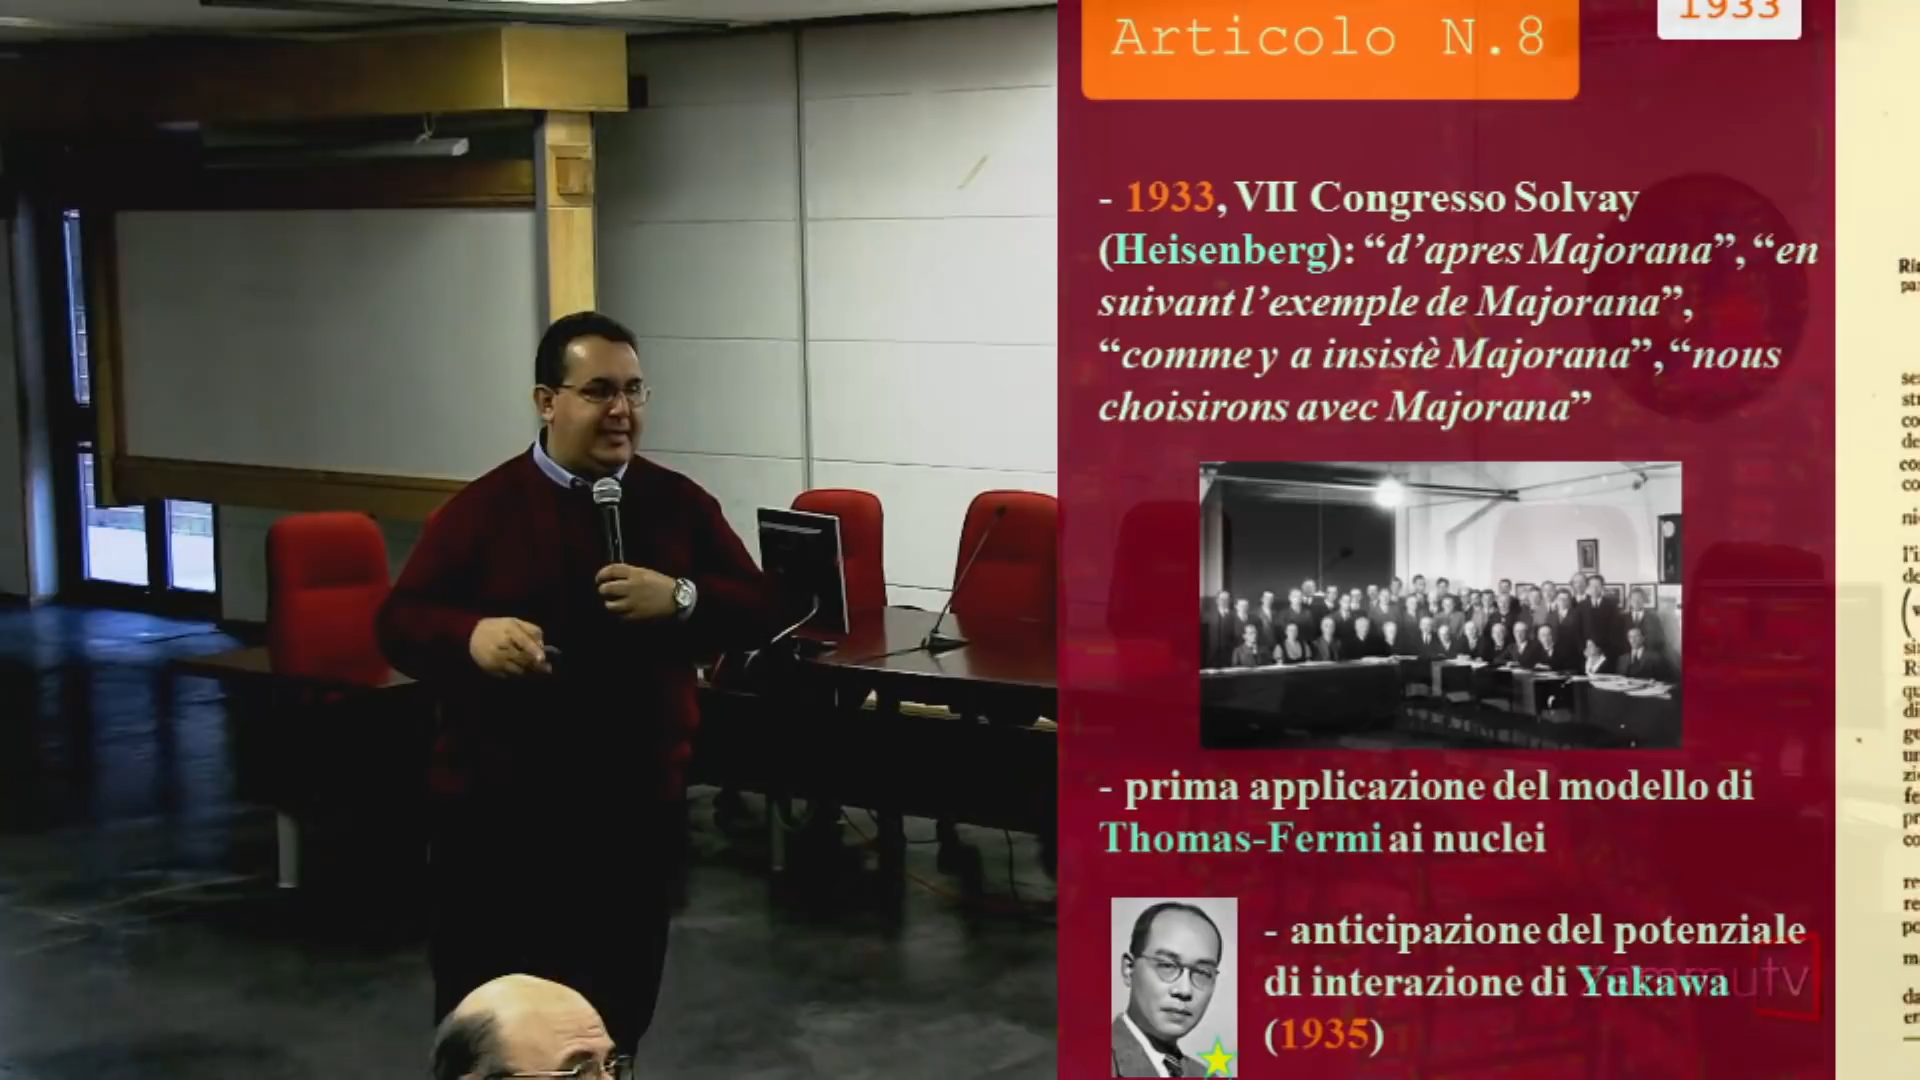 Articolo N.8
1933
- 1933, VII Congresso Solvay
(Heisenberg): “d’apres Majorana”, “en
suivant l’exemple de Majorana”,
“comme y a insistè Majorana”, “nous
choisirons avec Majorana”
- prima applicazione del modello di
Thomas-Fermi ai nuclei
- anticipazione del potenziale
di interazione di Yukawa
(1935)